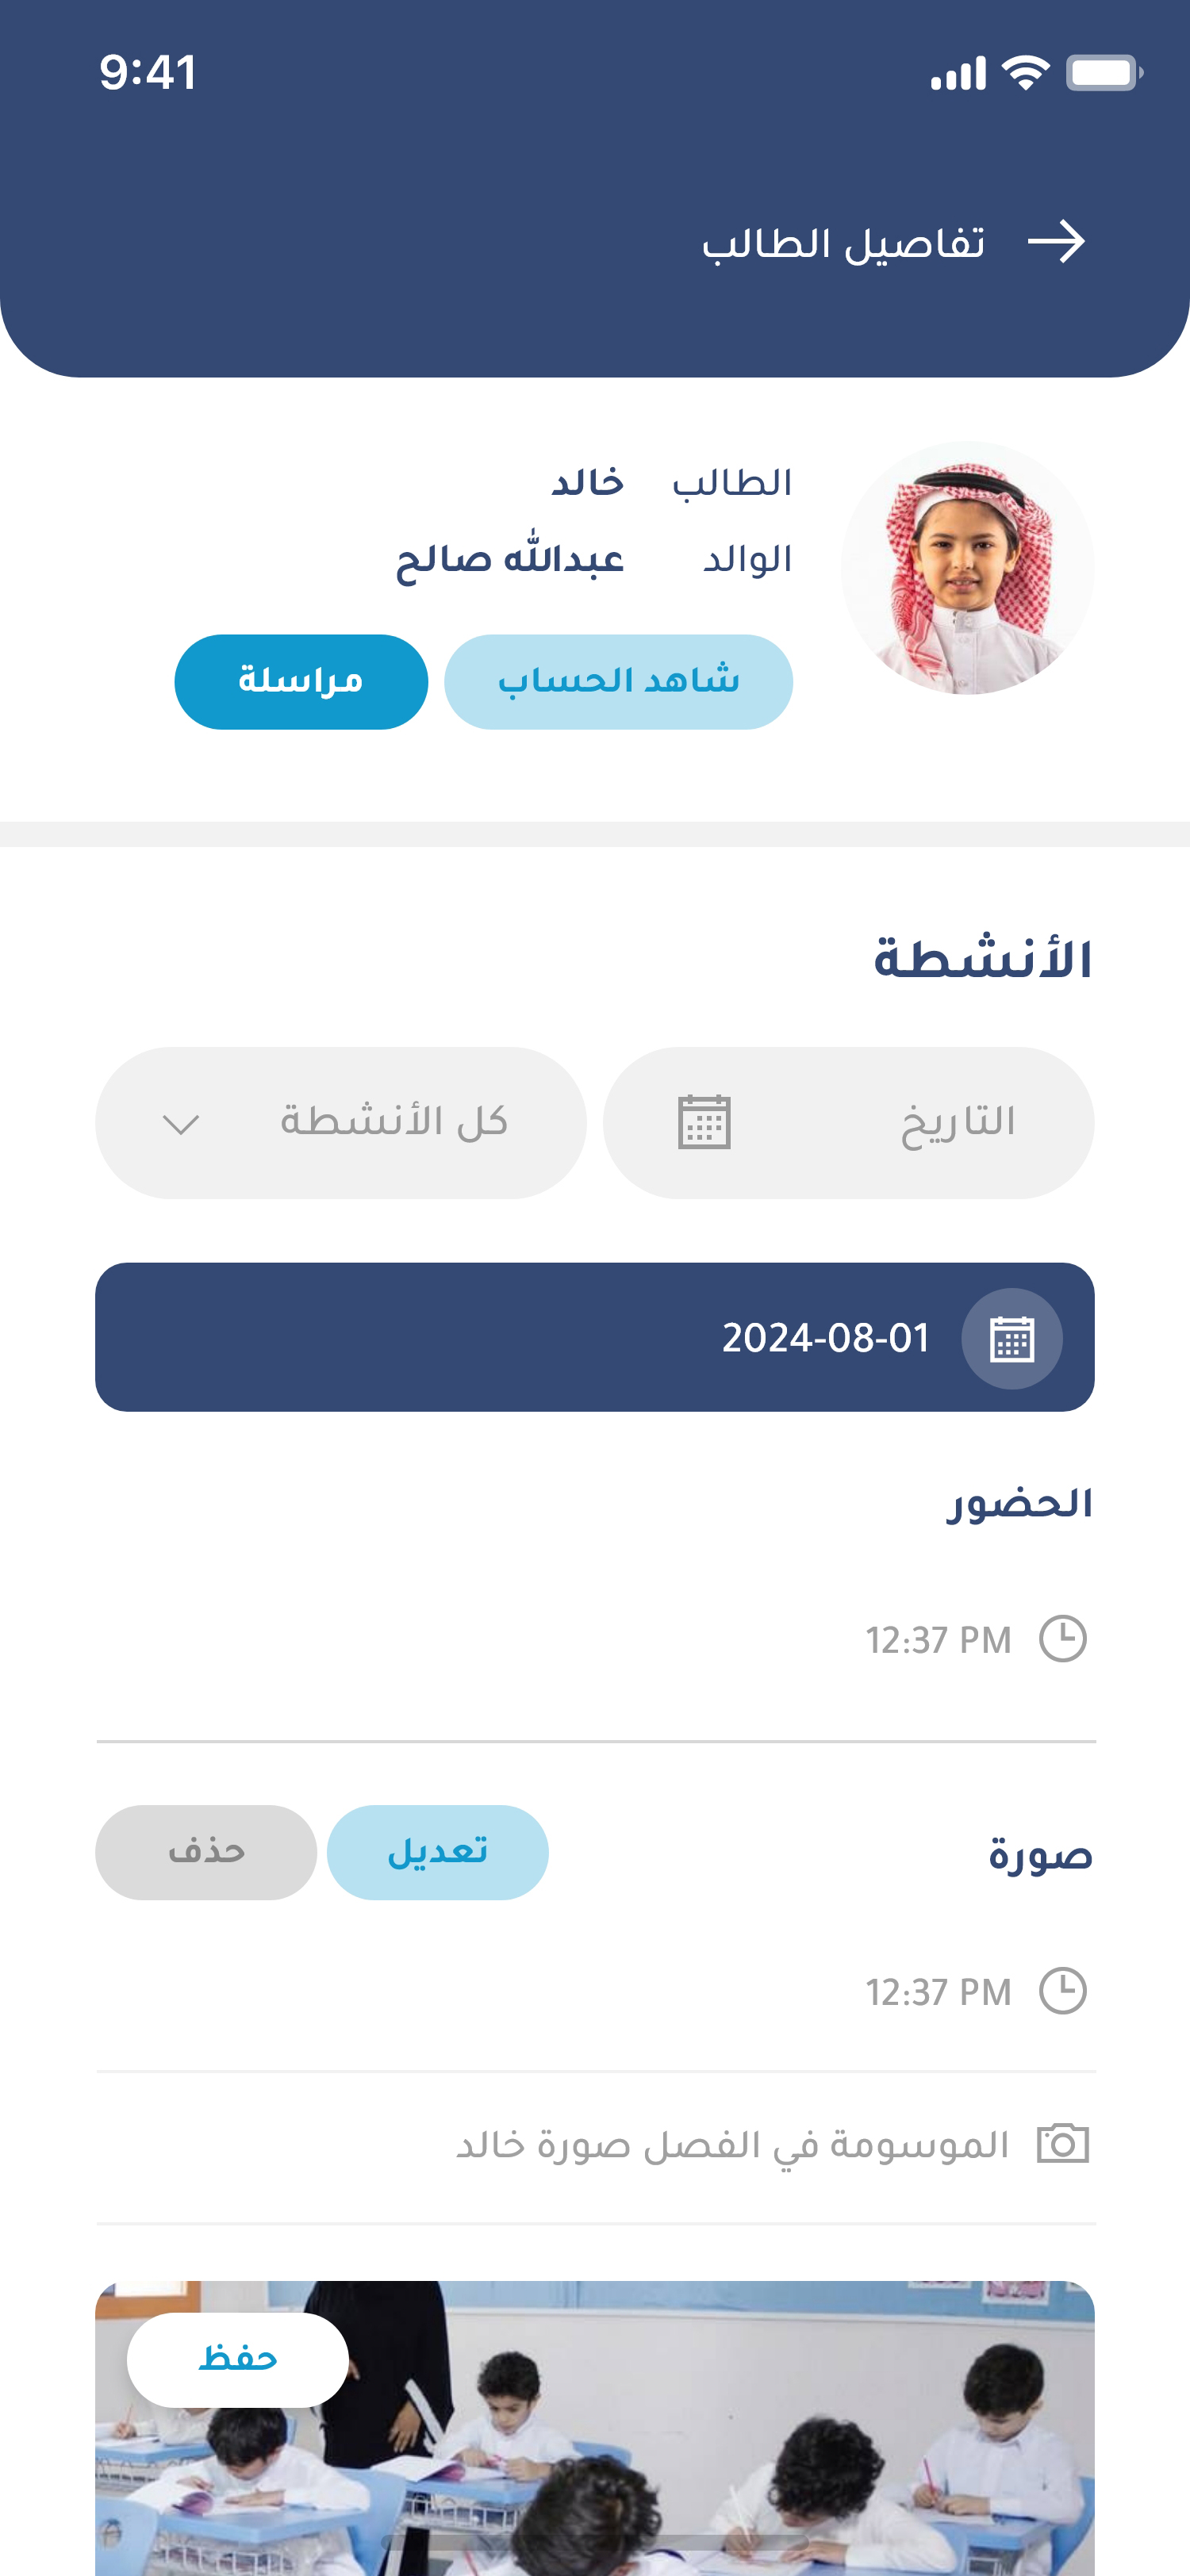 9:41
تفاصيل الطالب
الطالب خالد
الوالد عبدالله صالح
شاهد الحساب مراسلة
الأنشطة
التاريخ كل الأنشطة
2024-08-01
الحضور
12:37 PM
صورة تعديل حذف
12:37 PM
الموسومة في الفصل صورة خالد
حفظ